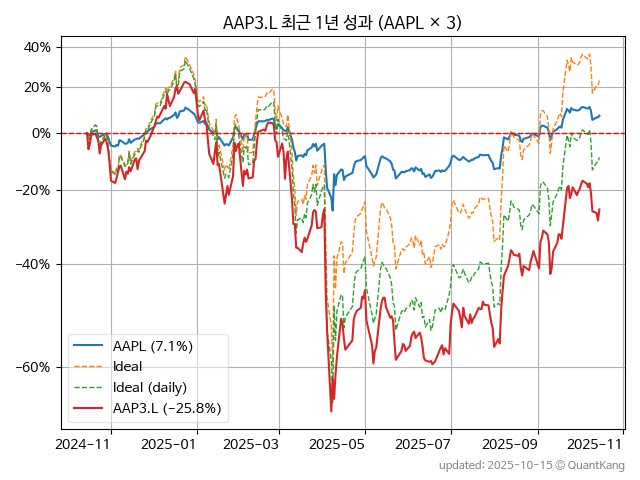 AAP3.L 최근 1년 성과 (AAPL × 3)
40%
20%
0%
−20%
−40%
−60%
AAPL (7.1%)
Ideal
Ideal (daily)
AAP3.L (−25.8%)
2024-11 2025-01 2025-03 2025-05 2025-07 2025-09 2025-11
updated: 2025-10-15 © QuantKang